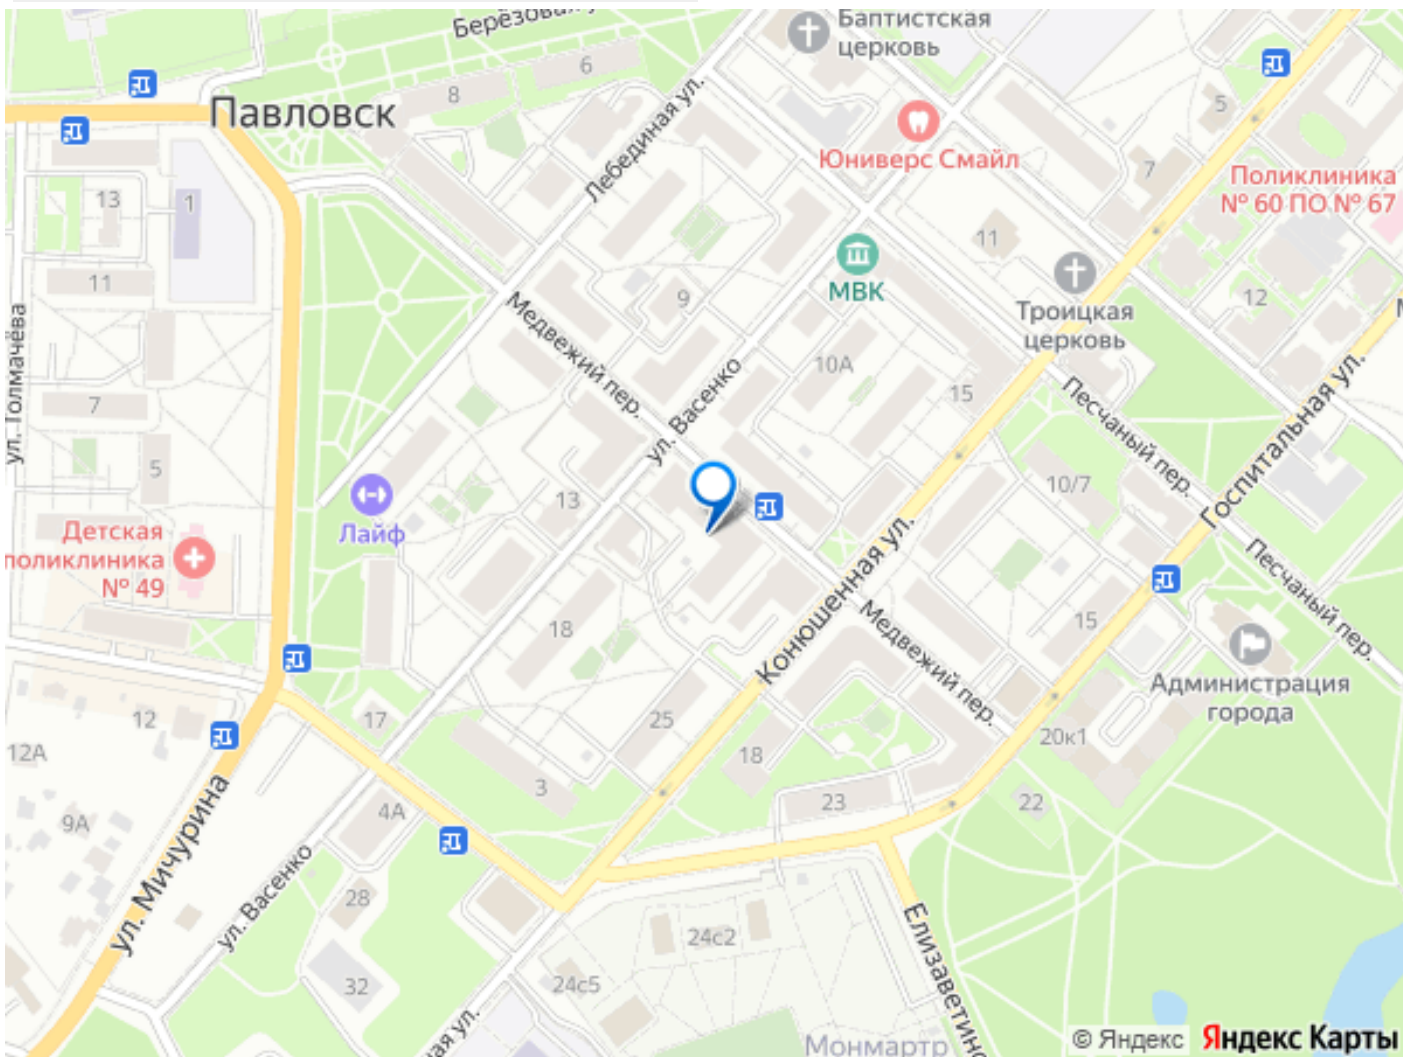 Берёзовая у
Баптистская
церковь
6
8
Павловск
Лебединая ул.
Юниверс Смайл
5
7
Поликлиника
№ 60 ПО № 67
13
1
11
11
9
МВК
12
Троицкая
церковь
Медвежий пер.
ул. Толмачёва
10А
15
7
ул. Васенко
Песчаный пер.
Госпитальная ул.
5
Лайф
13
10/7
Детская
поликлиника
№ 49
Конюшенная ул.
Песчаный пер.
18
Медвежий пер.
15
Администрация
города
12
12А
17
25
18
20к1
3
4А
23
22
9А
ул. Мичурина
ул. Васенко
28
24с2
Елизаветинс
32
24с5
ая ул.
Монмартр
© Яндекс Яндекс Карты